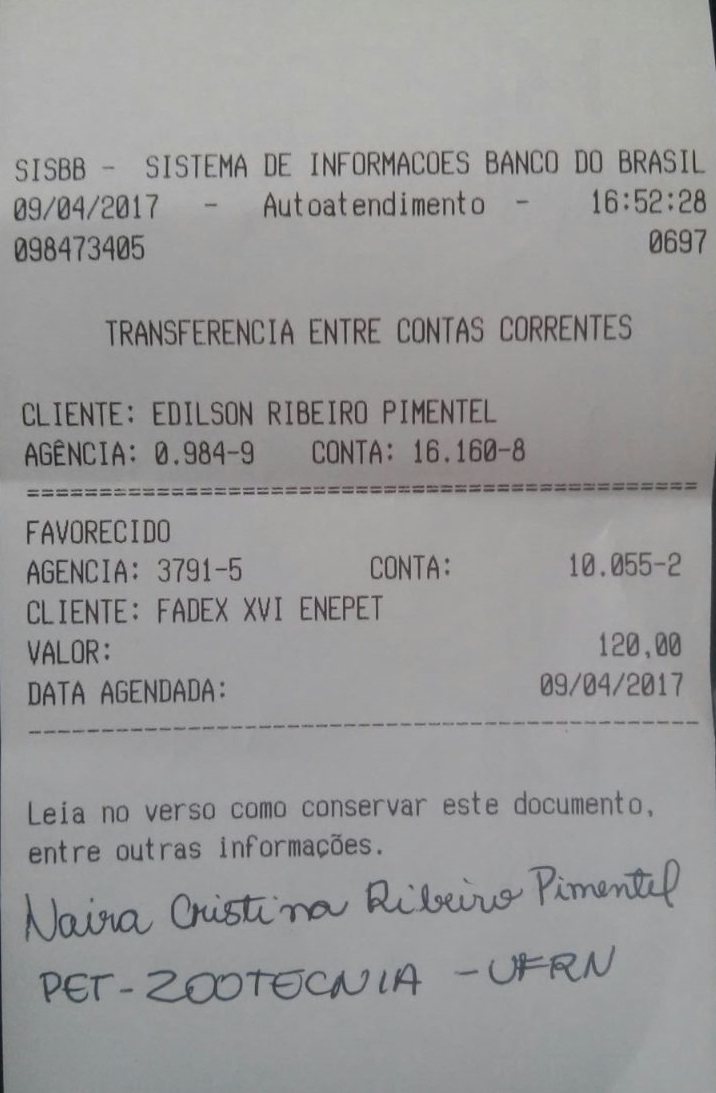 SISBB - SISTEMA DE INFORMACOES BANCO DO BRASIL
09/04/2017 - Autoatendimento - 16:52:28
098473405 0697
TRANSFERENCIA ENTRE CONTAS CORRENTES
CLIENTE: EDILSON RIBEIRO PIMENTEL
AGÊNCIA: 0.984-9 CONTA: 16.160-8
================================================
FAVORECIDO
AGENCIA: 3791-5 CONTA: 10.055-2
CLIENTE: FADEX XVI ENEPET
VALOR: 120,00
DATA AGENDADA: 09/04/2017
------------------------------------------------
Leia no verso como conservar este documento,
entre outras informações.
Naira Cristina Ribeiro Pimentel
PET - ZOOTECNIA - UFRN